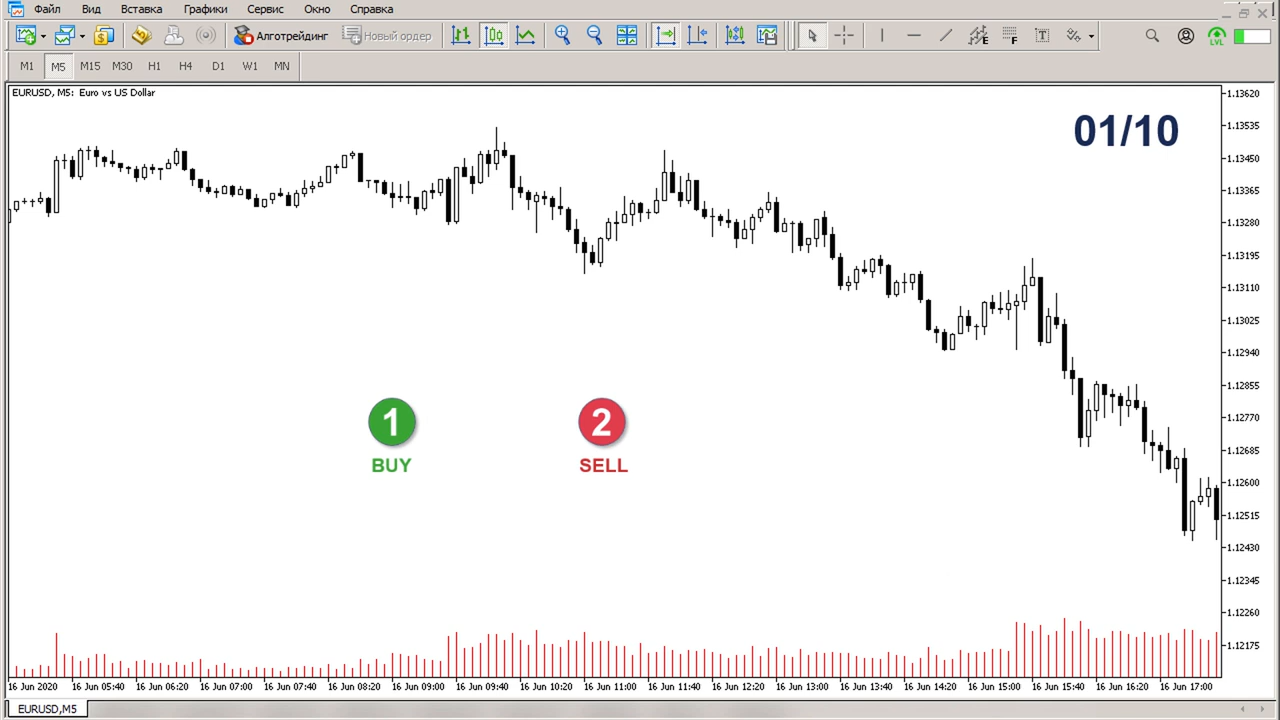 Файл Вид Вставка Графики Сервис Окно Справка
Алготрейдинг Новый ордер E F T LVL
M1 M5 M15 M30 H1 H4 D1 W1 MN
EURUSD, M5: Euro vs US Dollar
01/10
1.13620
1.13535
1.13450
1.13365
1.13280
1.13195
1.13110
1.13025
1.12940
1.12855
1.12770
1.12685
1.12600
1.12515
1.12430
1.12345
1.12260
1.12175
1 2
BUY SELL
16 Jun 2020 16 Jun 05:40 16 Jun 06:20 16 Jun 07:00 16 Jun 07:40 16 Jun 08:20 16 Jun 09:00 16 Jun 09:40 16 Jun 10:20 16 Jun 11:00 16 Jun 11:40 16 Jun 12:20 16 Jun 13:00 16 Jun 13:40 16 Jun 14:20 16 Jun 15:00 16 Jun 15:40 16 Jun 16:20 16 Jun 17:00
EURUSD,M5